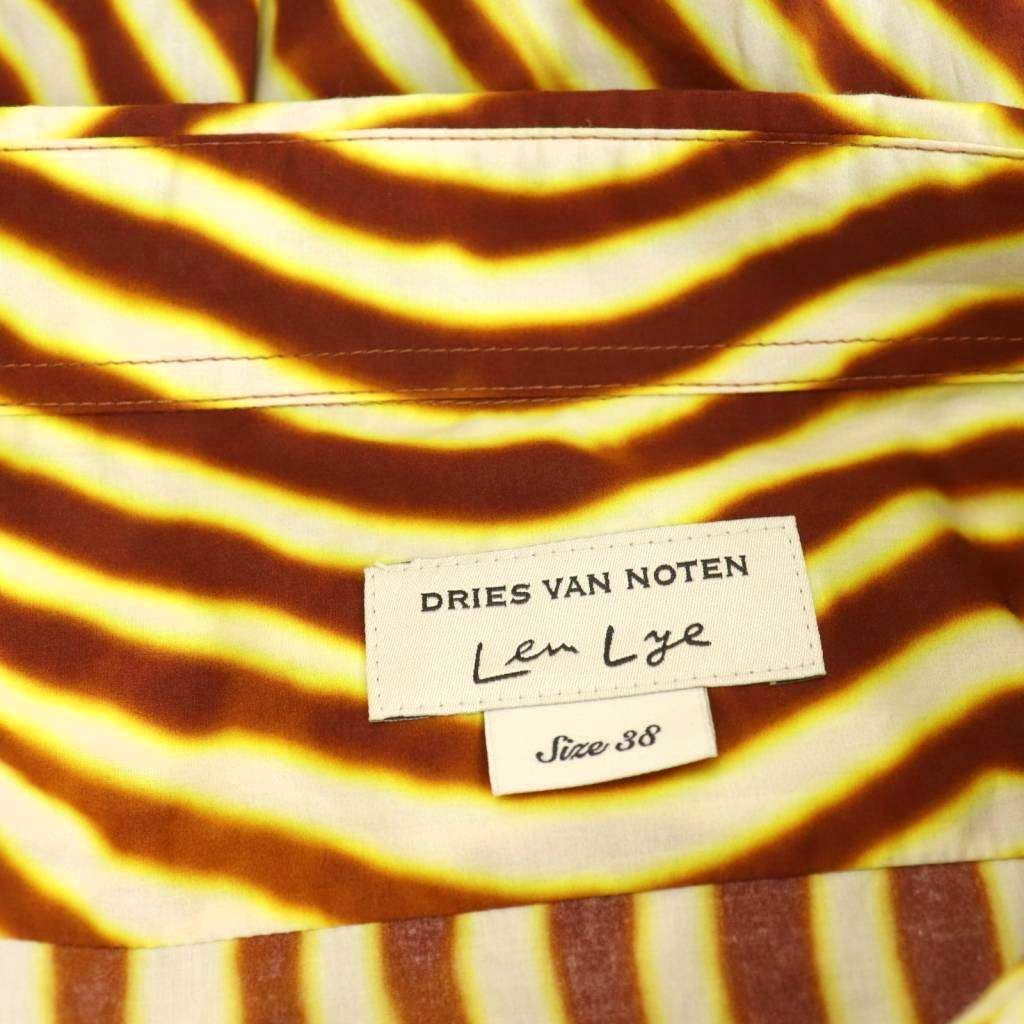 DRIES VAN NOTEN
Len Lye
Size 38